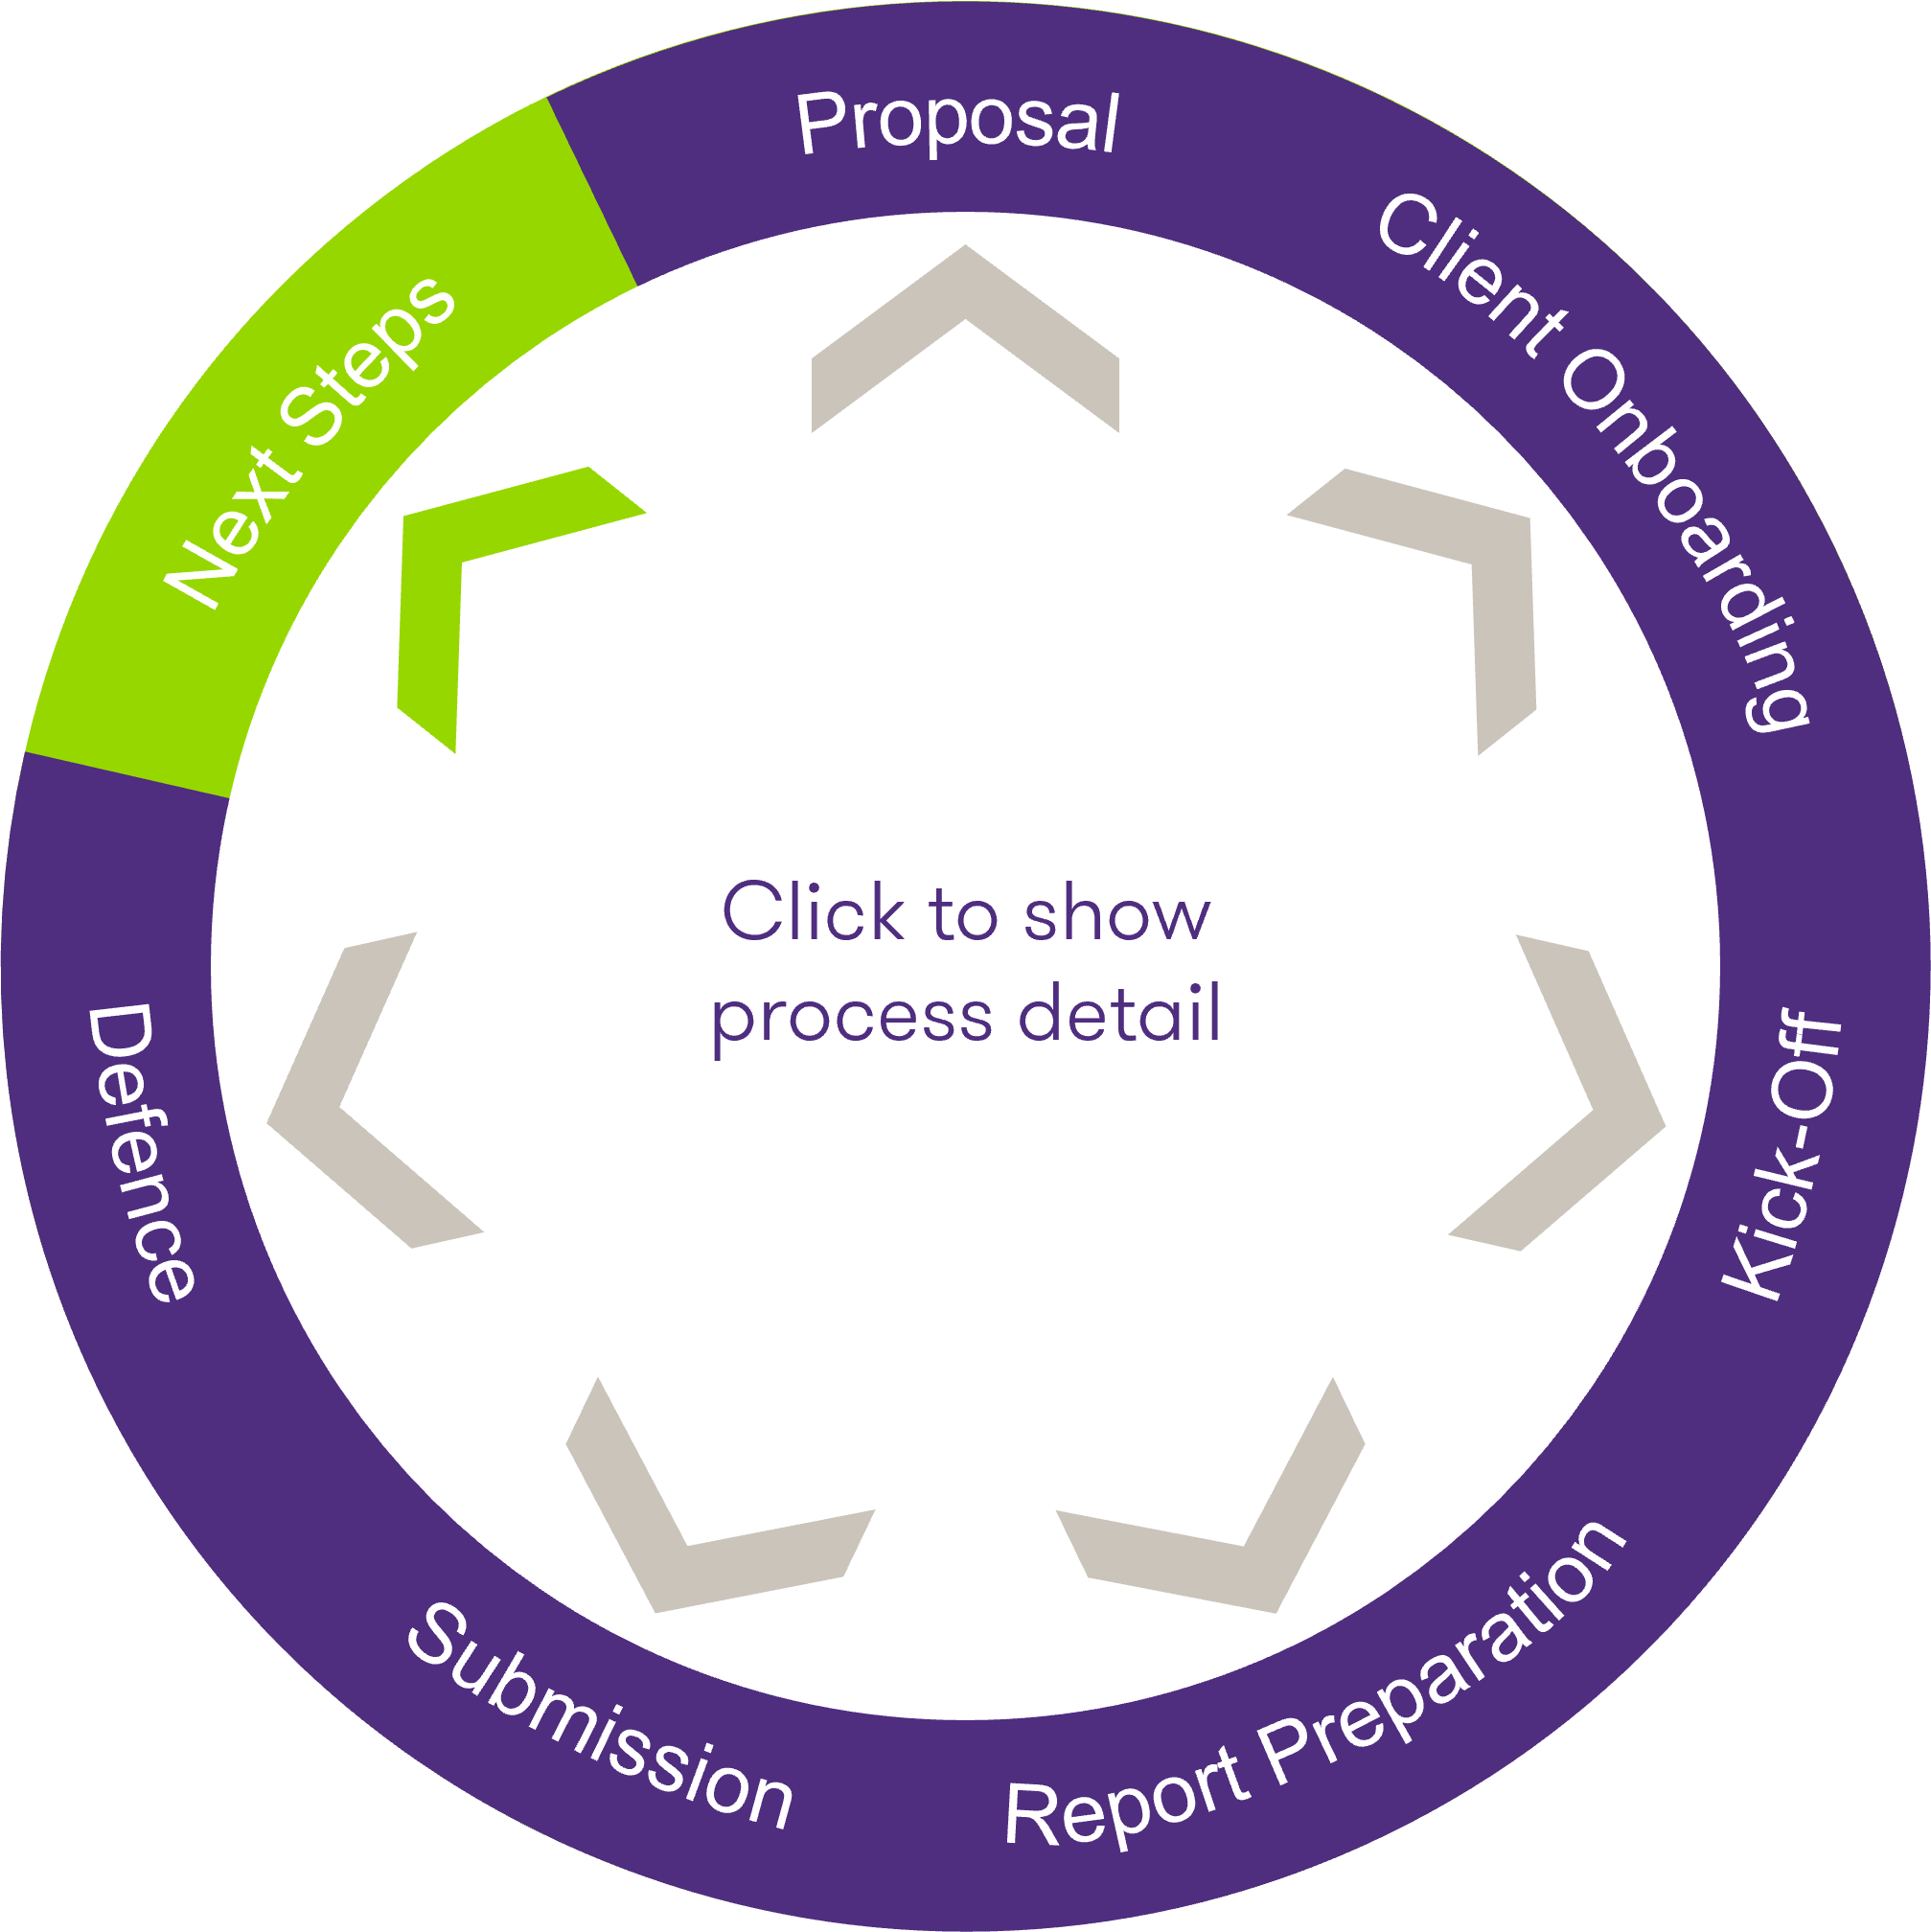 Proposal
Client Onboarding
Kick-Off
Report Preparation
Submission
Defence
Next Steps
Click to show
process detail